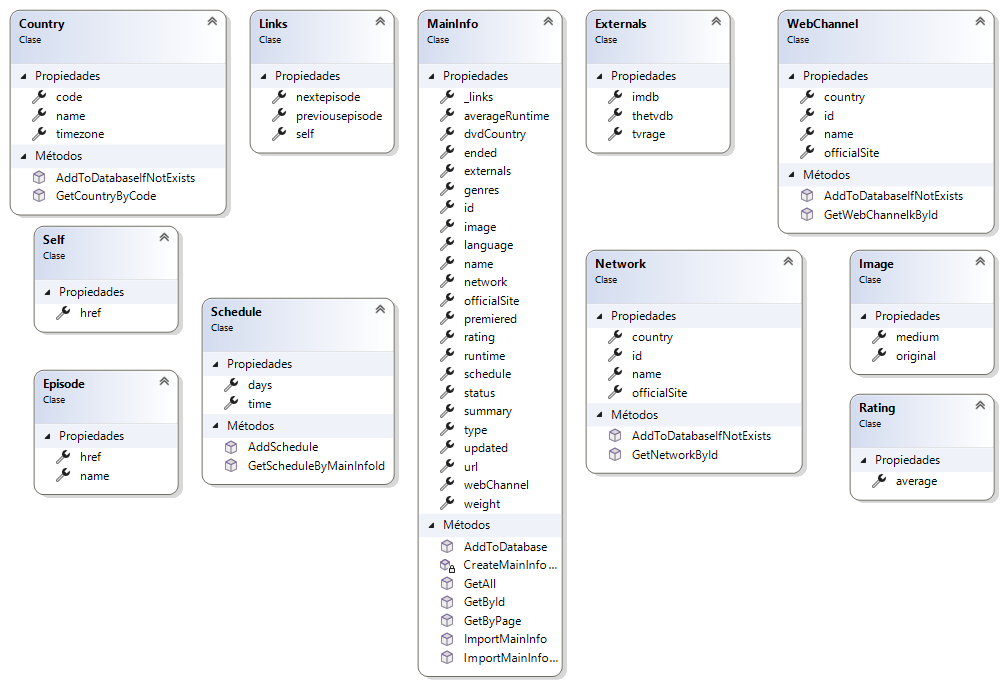 Country
Clase
Propiedades
code
name
timezone
Métodos
AddToDatabaseIfNotExists
GetCountryByCode
Links
Clase
Propiedades
nextepisode
previousepisode
self
MainInfo
Clase
Propiedades
_links
averageRuntime
dvdCountry
ended
externals
genres
id
image
language
name
network
officialSite
premiered
rating
runtime
schedule
status
summary
type
updated
url
webChannel
weight
Métodos
AddToDatabase
CreateMainInfo...
GetAll
GetById
GetByPage
ImportMainInfo
ImportMainInfo...
Externals
Clase
Propiedades
imdb
thetvdb
tvrage
WebChannel
Clase
Propiedades
country
id
name
officialSite
Métodos
AddToDatabaseIfNotExists
GetWebChannelkById
Self
Clase
Propiedades
href
Schedule
Clase
Propiedades
days
time
Métodos
AddSchedule
GetScheduleByMainInfoId
Network
Clase
Propiedades
country
id
name
officialSite
Métodos
AddToDatabaseIfNotExists
GetNetworkById
Image
Clase
Propiedades
medium
original
Episode
Clase
Propiedades
href
name
Rating
Clase
Propiedades
average